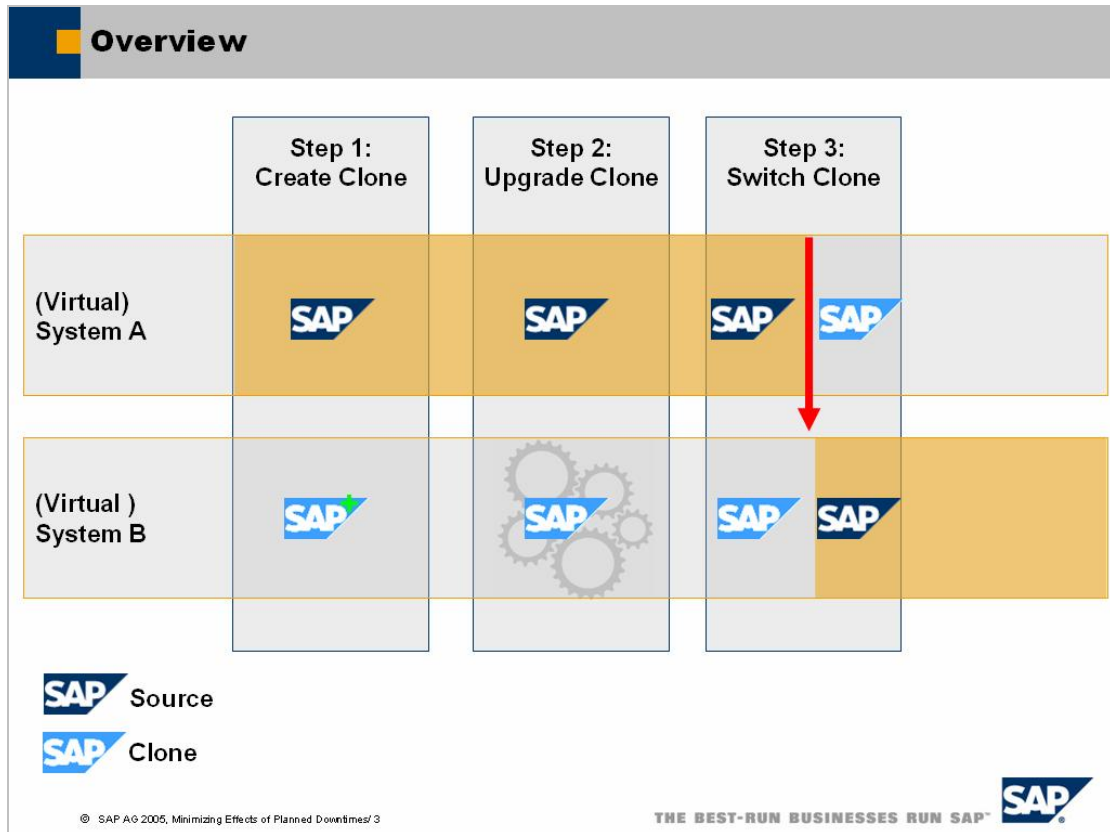 Overview
Step 1:
Create Clone
Step 2:
Upgrade Clone
Step 3:
Switch Clone
(Virtual)
System A
SAP
SAP
SAP
SAP
(Virtual )
System B
SAP
SAP
SAP
SAP
SAP Source
SAP Clone
© SAP AG 2005, Minimizing Effects of Planned Downtimes/ 3
THE BEST-RUN BUSINESSES RUN SAP™
SAP®